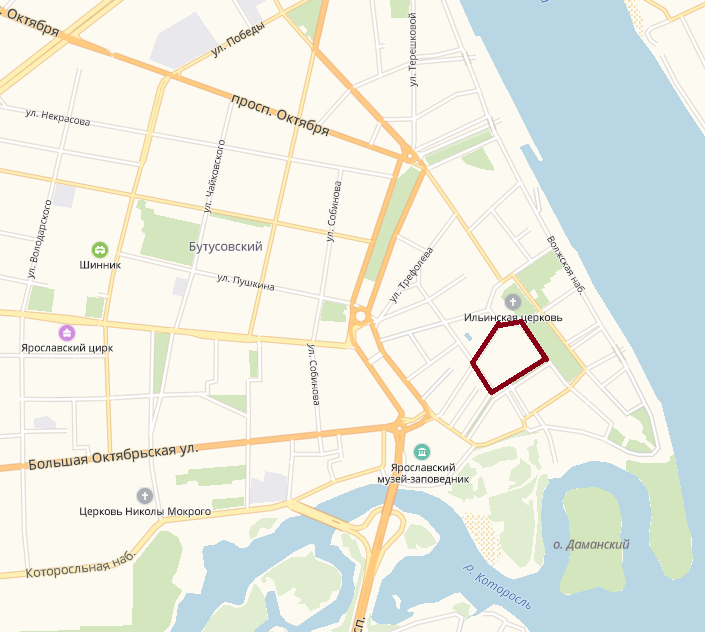 . Октября
ул. Победы
ул. Терешковой
просп. Октября
ул. Некрасова
ул. Чайковского
ул. Собинова
ул. Володарского
Бутусовский
Шинник
ул. Трефолева
Волжская наб.
ул. Пушкина
Ильинская церковь
Ярославский цирк
ул. Собинова
Большая Октябрьская ул.
Ярославский
музей-заповедник
Церковь Николы Мокрого
о. Даманский
Которосльная наб.
р. Которосль
сп.